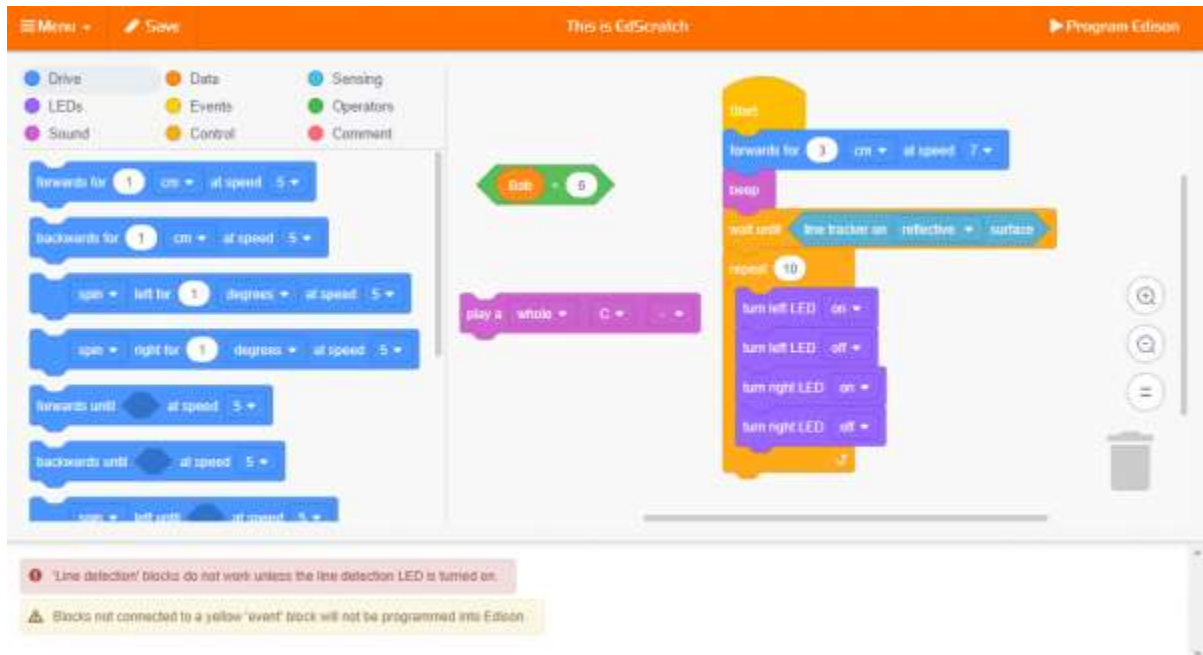 Menu
Save
This is EdScratch
Program Edison
Drive
Data
Sensing
LEDs
Events
Operators
Sound
Control
Comment
forwards for 1 cm at speed 5
backwards for 1 cm at speed 5
spin left for 1 degrees at speed 5
spin right for 1 degrees at speed 5
forwards until at speed 5
backwards until at speed 5
spin left until at speed 5
Bob = 6
play a whole C -
start
forwards for 3 cm at speed 7
beep
wait until line tracker on reflective surface
repeat 10
turn left LED on
turn left LED off
turn right LED on
turn right LED off
=
'Line detection' blocks do not work unless the line detection LED is turned on.
Blocks not connected to a yellow 'event' block will not be programmed into Edison